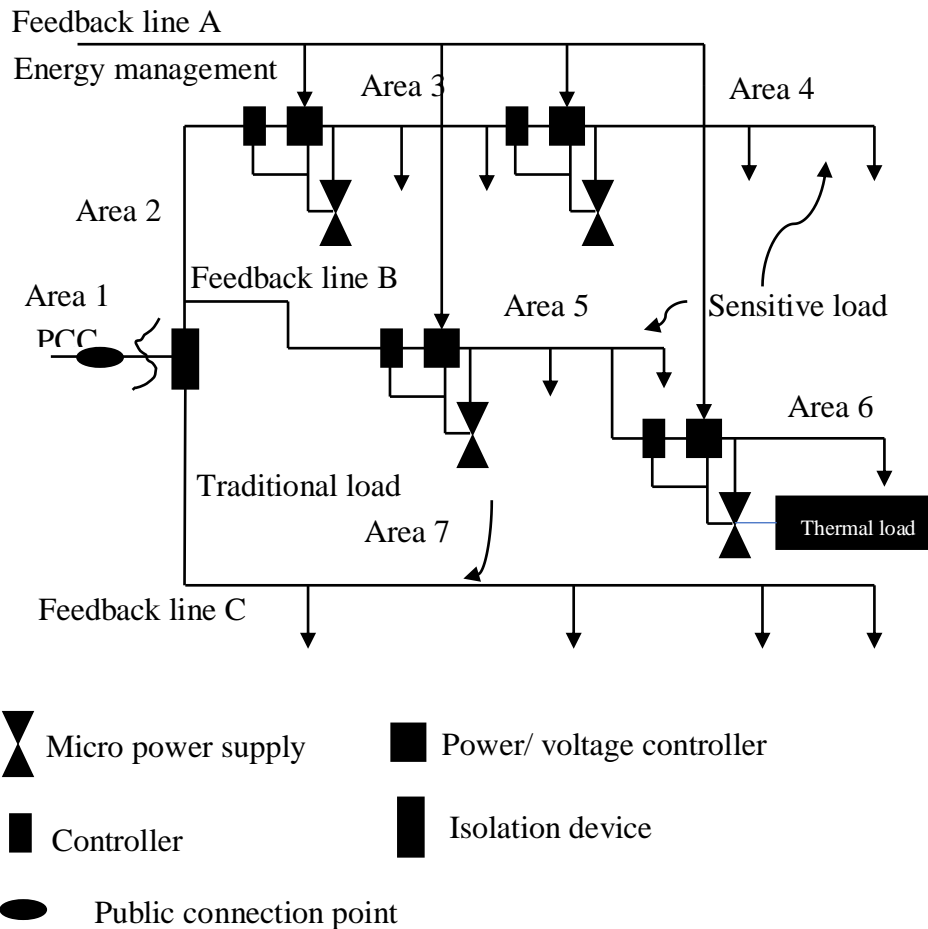 Feedback line A
Energy management
Area 3
Area 4
Area 2
Feedback line B
Area 1
Area 5
Sensitive load
PCC
Area 6
Traditional load
Area 7
Thermal load
Feedback line C
Micro power supply
Power/ voltage controller
Controller
Isolation device
Public connection point